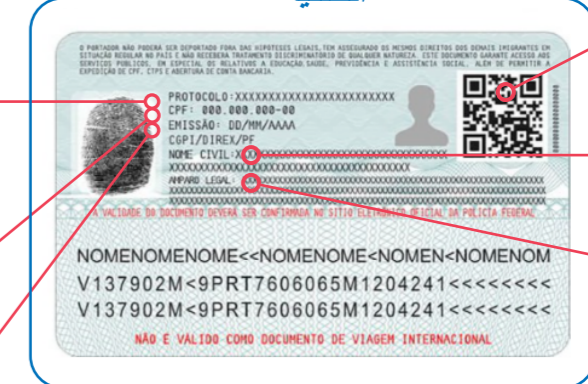 O PORTADOR NÃO PODERÁ SER DEPORTADO FORA DAS HIPÓTESES LEGAIS, TEM ASSEGURADO OS MESMOS DIREITOS DOS DEMAIS IMIGRANTES EM
SITUAÇÃO REGULAR NO PAÍS E NÃO RECEBERÁ TRATAMENTO DISCRIMINATÓRIO DE QUALQUER NATUREZA. ESTE DOCUMENTO GARANTE ACESSO AOS
SERVIÇOS PÚBLICOS, EM ESPECIAL OS RELATIVOS A EDUCAÇÃO, SAÚDE, PREVIDÊNCIA E ASSISTÊNCIA SOCIAL, ALÉM DE PERMITIR A
EXPEDIÇÃO DE CPF, CTPS E ABERTURA DE CONTA BANCÁRIA.
PROTOCOLO:XXXXXXXXXXXXXXXXXXXXXXXXX
CPF: 000.000.000-00
EMISSÃO: DD/MM/AAAA
CGPI/DIREX/PF
NOME CIVIL:
AMPARO LEGAL:
A VALIDADE DO DOCUMENTO DEVERÁ SER CONFIRMADA NO SÍTIO ELETRÔNICO OFICIAL DA POLÍCIA FEDERAL
NOMENOMENOME<<NOMENOME<NOMEN<NOMENOM
V137902M<9PRT7606065M1204241<<<<<<<<
V137902M<9PRT7606065M1204241<<<<<<<<
NÃO É VÁLIDO COMO DOCUMENTO DE VIAGEM INTERNACIONAL